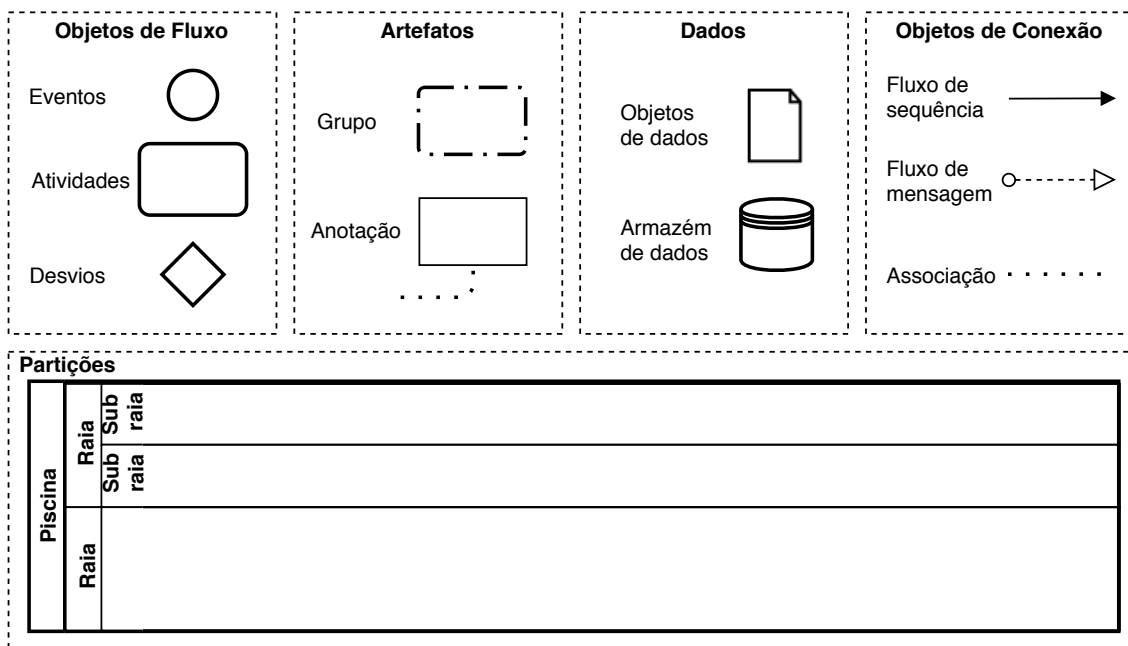 Objetos de Fluxo
Eventos
Atividades
Desvios
Artefatos
Grupo
Anotação
Dados
Objetos
de dados
Armazém
de dados
Objetos de Conexão
Fluxo de
sequência
Fluxo de
mensagem
Associação
Partições
Piscina
Raia
Sub
raia
Sub
raia
Raia